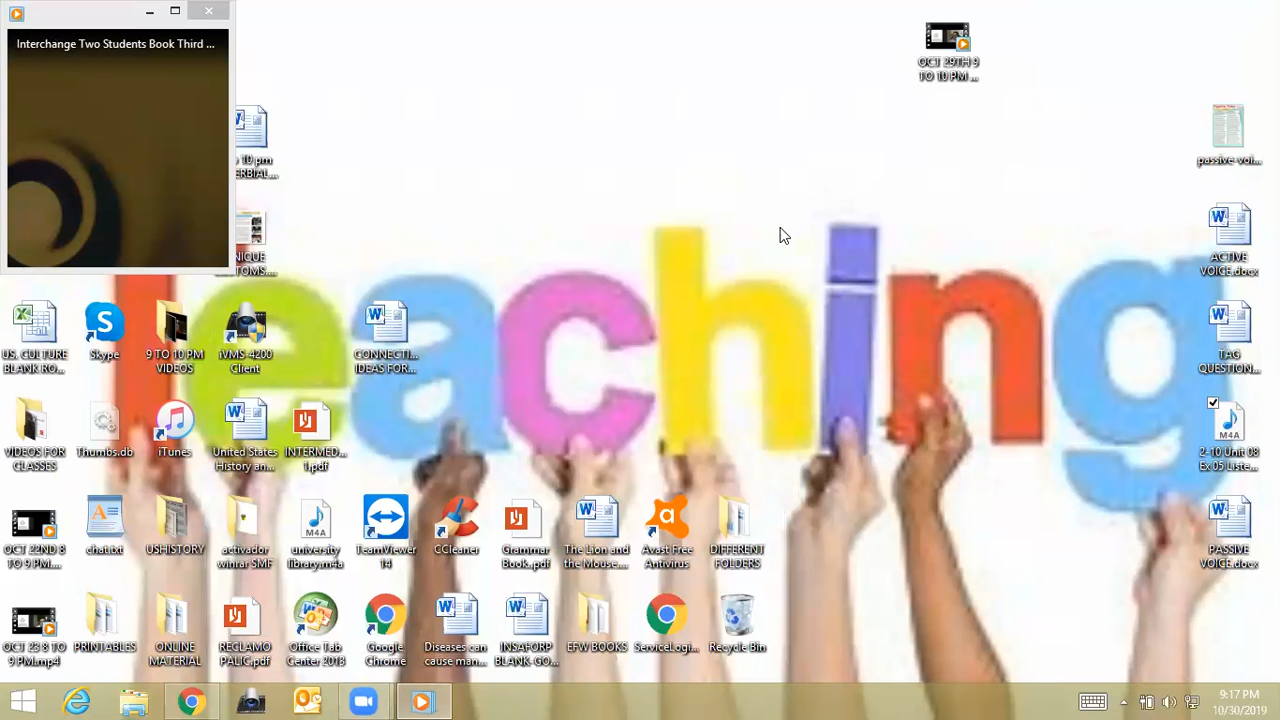 Interchange Two Students Book Third ...
OCT 29TH 9
TO 10 PM ...
10 pm
ERBIAL...
passive-voi...
NIQUE
TOMS....
ACTIVE
VOICE.docx
teaching
US. CULTURE
BLANK RO...
Skype
9 TO 10 PM
VIDEOS
iVMS-4200
Client
CONNECTI...
IDEAS FOR...
TAG
QUESTION...
VIDEOS FOR
CLASSES
Thumbs.db
iTunes
United States
History an...
INTERMED...
1.pdf
M4A
2-10 Unit 08
Ex 05 Liste...
OCT 22ND 8
TO 9 PM....
chat.txt
USHISTORY
activador
winrar SMF
M4A
university
library.m4a
TeamViewer
14
CCleaner
Grammar
Book..pdf
The Lion and
the Mouse....
Avast Free
Antivirus
DIFFERENT
FOLDERS
PASSIVE
VOICE.docx
OCT 23 8 TO
9 PM.mp4
PRINTABLES
ONLINE
MATERIAL
RECLAMO
PALIC.pdf
Office Tab
Center 2013
Google
Chrome
Diseases can
cause man...
INSAFORP
BLANK-GO...
EFW BOOKS
ServiceLogi...
Recycle Bin
9:17 PM
10/30/2019